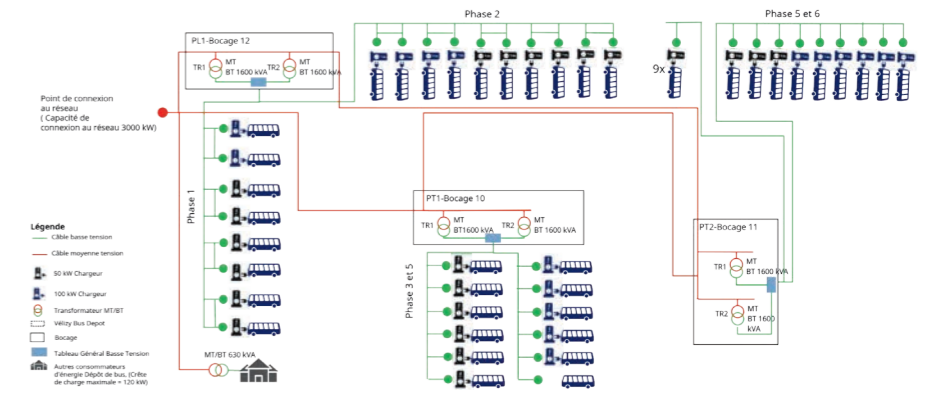 Phase 2
Phase 5 et 6
PL1-Bocage 12
TR1
MT
BT 1600 kVA
TR2
MT
BT 1600 kVA
9x
Point de connexion
au réseau
( Capacité de
connexion au réseau 3000 kW)
Phase 1
PT1-Bocage 10
TR1
MT
BT1600 kVA
TR2
MT
BT 1600 kVA
PT2-Bocage 11
TR1
MT
BT 1600 kVA
TR2
MT
BT 1600
kVA
Phase 3 et 5
Légende
Câble basse tension
Câble moyenne tension
50 kW Chargeur
100 kW Chargeur
Transformateur MT/BT
Vélizy Bus Depot
Bocage
Tableau Général Basse Tension
Autres consommateurs
d'énergie Dépôt de bus, (Crête
de charge maximale = 120 kW)
MT/BT 630 kVA